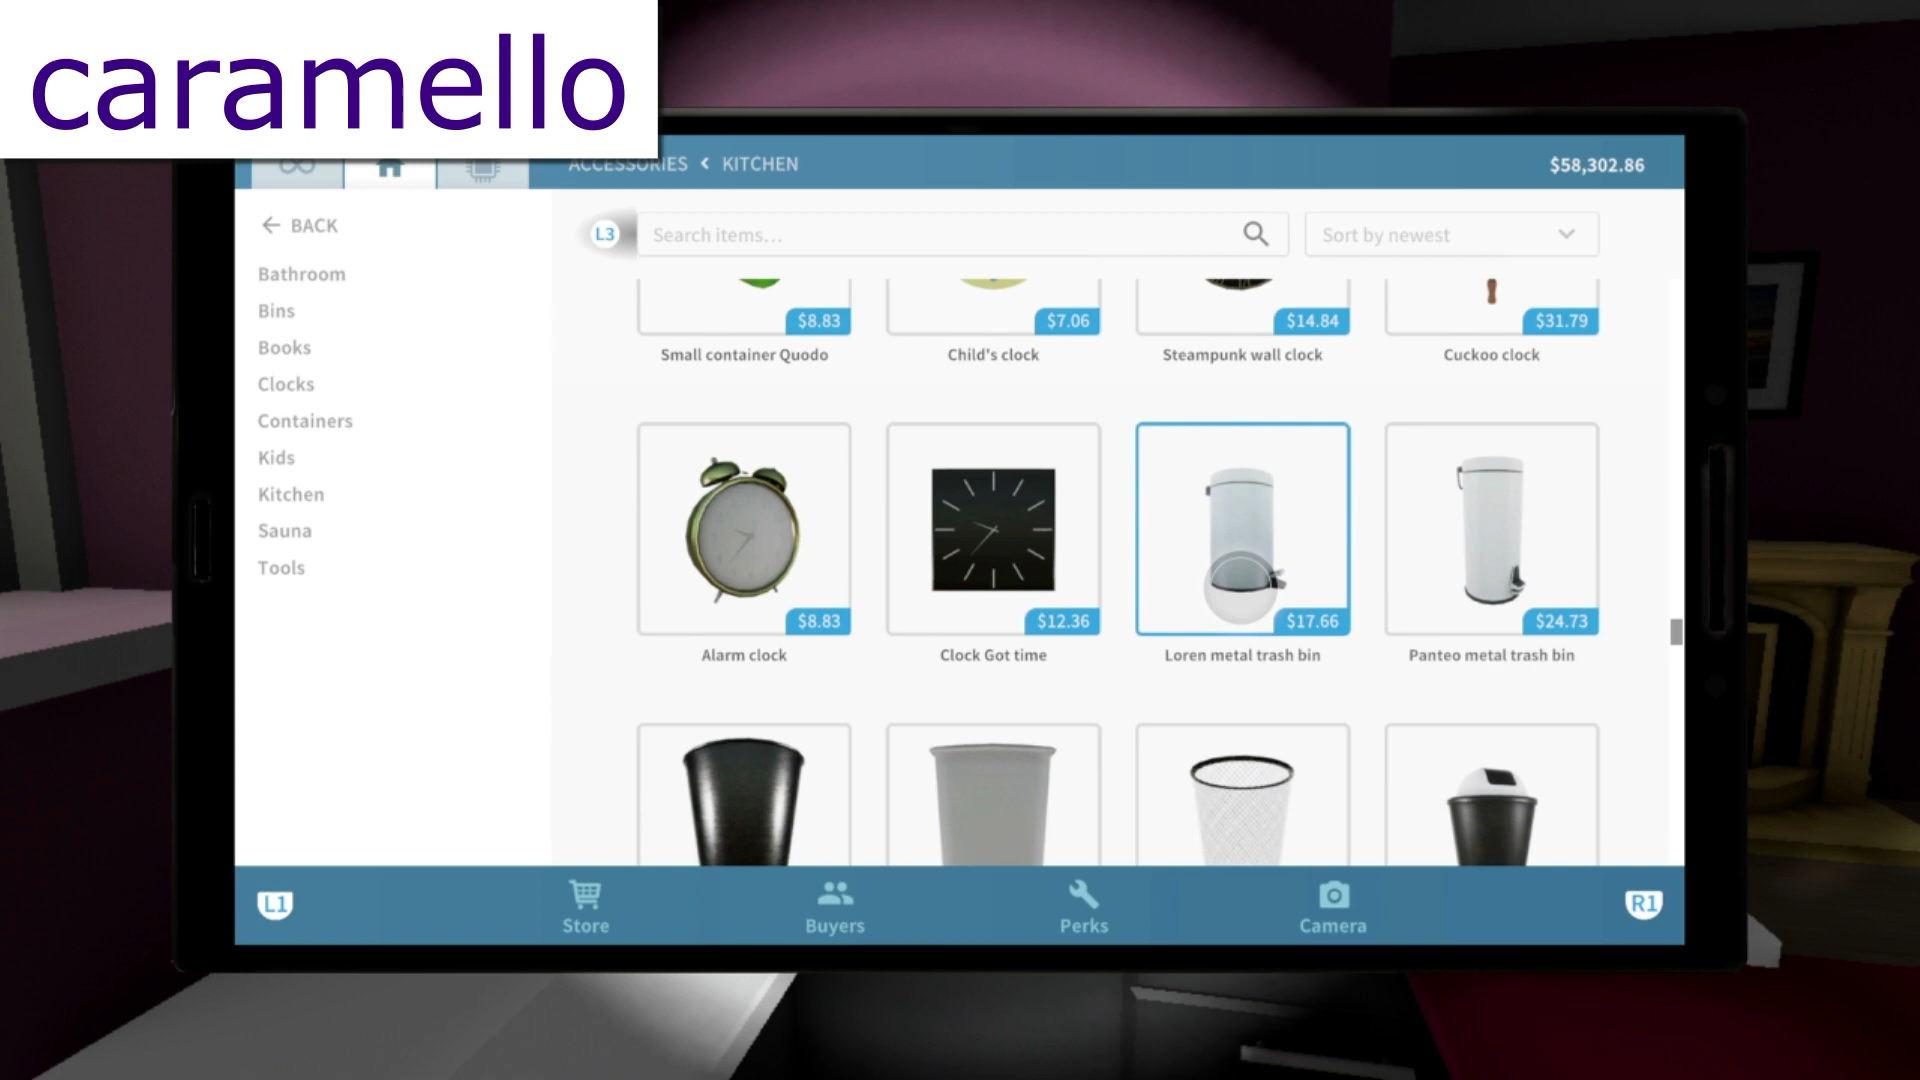 caramello
ACCESSORIES < KITCHEN
$58,302.86
BACK
L3
Search items...
Sort by newest
Bathroom
Bins
Books
Clocks
Containers
Kids
Kitchen
Sauna
Tools
$8.83
$7.06
$14.84
$31.79
Small container Quodo
Child's clock
Steampunk wall clock
Cuckoo clock
$8.83
$12.36
$17.66
$24.73
Alarm clock
Clock Got time
Loren metal trash bin
Panteo metal trash bin
L1
Store
Buyers
Perks
Camera
R1